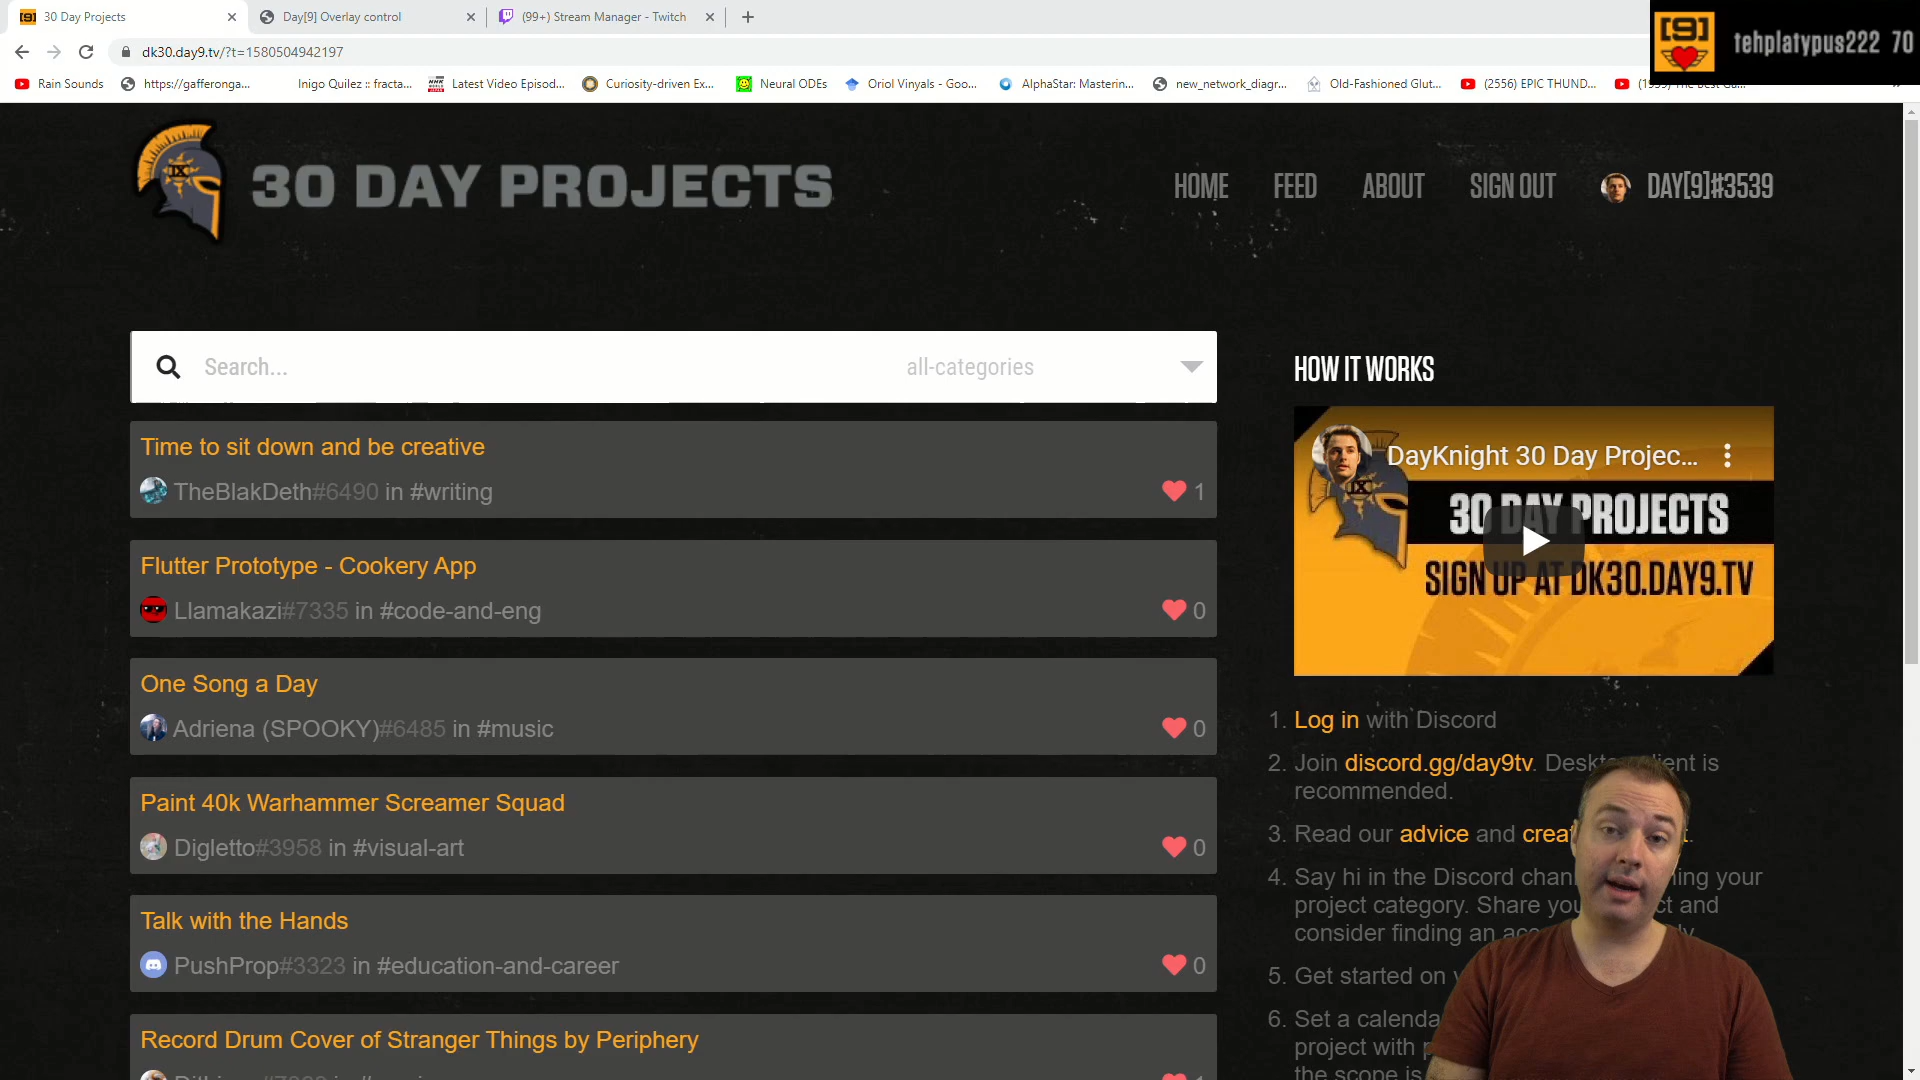 30 Day Projects
Day[9] Overlay control
(99+) Stream Manager - Twitch
[9] tehplatypus222 70
dk30.day9.tv/?t=1580504942197
Rain Sounds
https://gafferonga...
Inigo Quilez :: fracta...
Latest Video Episod...
Curiosity-driven Ex...
Neural ODEs
Oriol Vinyals - Goo...
AlphaStar: Masterin...
new_network_diagr...
Old-Fashioned Glut...
(2556) EPIC THUND...
30 DAY PROJECTS
HOME
FEED
ABOUT
SIGN OUT
DAY[9]#3539
Search...
all-categories
Time to sit down and be creative
TheBlakDeth#6490 in #writing
1
Flutter Prototype - Cookery App
Llamakazi#7335 in #code-and-eng
0
One Song a Day
Adriena (SPOOKY)#6485 in #music
0
Paint 40k Warhammer Screamer Squad
Digletto#3958 in #visual-art
0
Talk with the Hands
PushProp#3323 in #education-and-career
0
Record Drum Cover of Stranger Things by Periphery
HOW IT WORKS
DayKnight 30 Day Projec...
IX
30 DAY PROJECTS
SIGN UP AT DK30.DAY9.TV
1. Log in with Discord
2. Join discord.gg/day9tv. is
recommended.
3. Read our advice and
4. Say hi in the Discord your
project category. Share and
consider finding an
5. Get started on
6. Set a
project with
the scope is